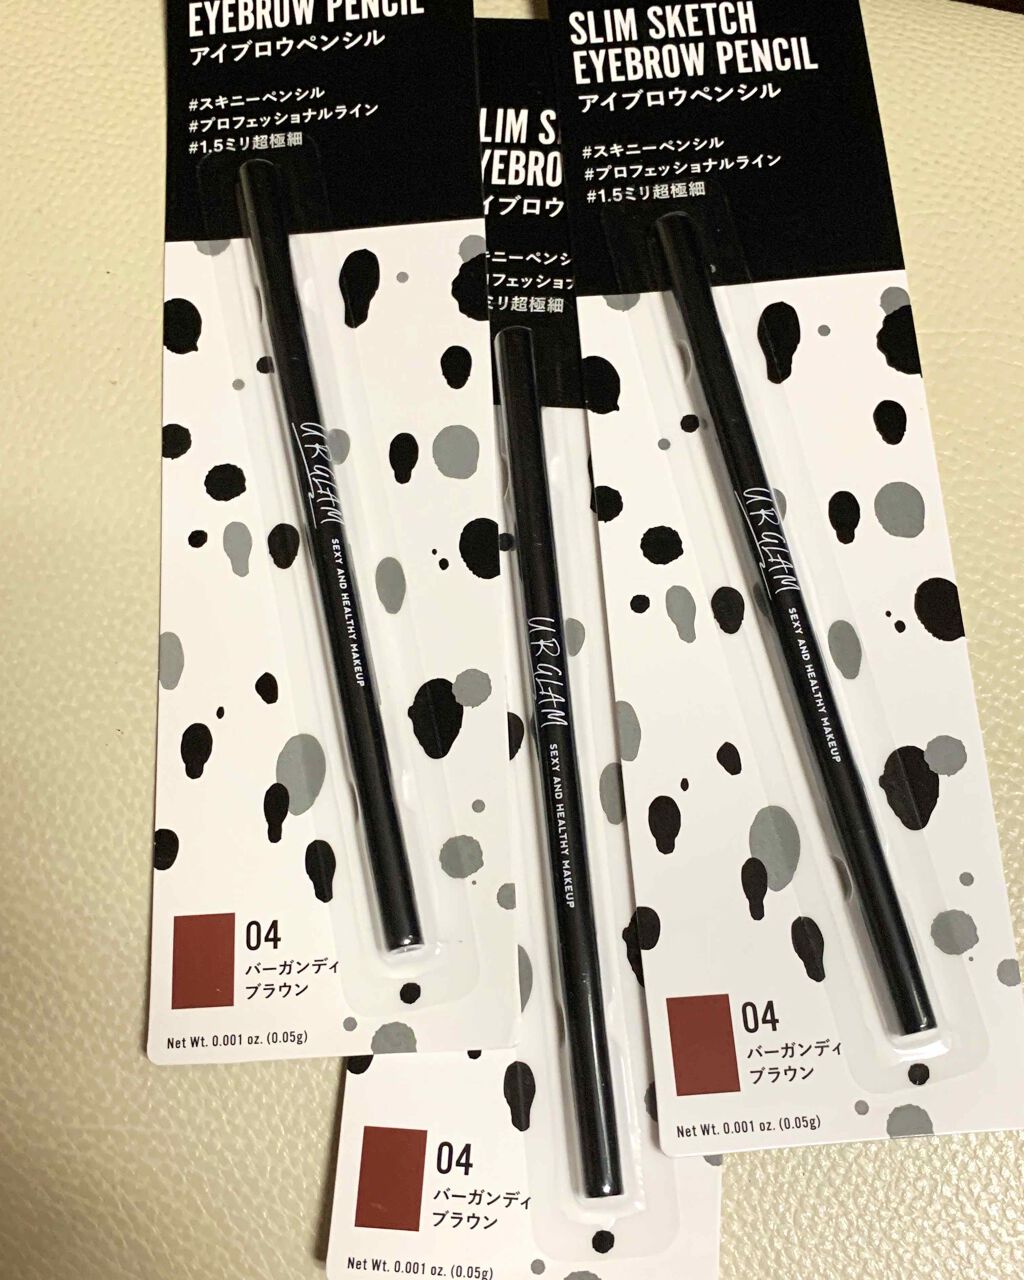 EYEBROW PENCIL
アイブロウペンシル
#スキニーペンシル
#プロフェッショナルライン
#1.5ミリ超極細
URGLAM
SEXY AND HEALTHY MAKEUP
04
バーガンディ
ブラウン
Net Wt. 0.001 oz. (0.05g)
LIM S
YEBRO
イブロウ
ニーペンシ
フェッショナ
ミリ超極細
URGLAM
SEXY AND HEALTHY MAKEUP
04
バーガンディ
ブラウン
Net Wt. 0.001 oz. (0.05g)
SLIM SKETCH
EYEBROW PENCIL
アイブロウペンシル
#スキニーペンシル
#プロフェッショナルライン
#1.5ミリ超極細
URGLAM
SEXY AND HEALTHY MAKEUP
04
バーガンディ
ブラウン
Net Wt. 0.001 oz. (0.05g)